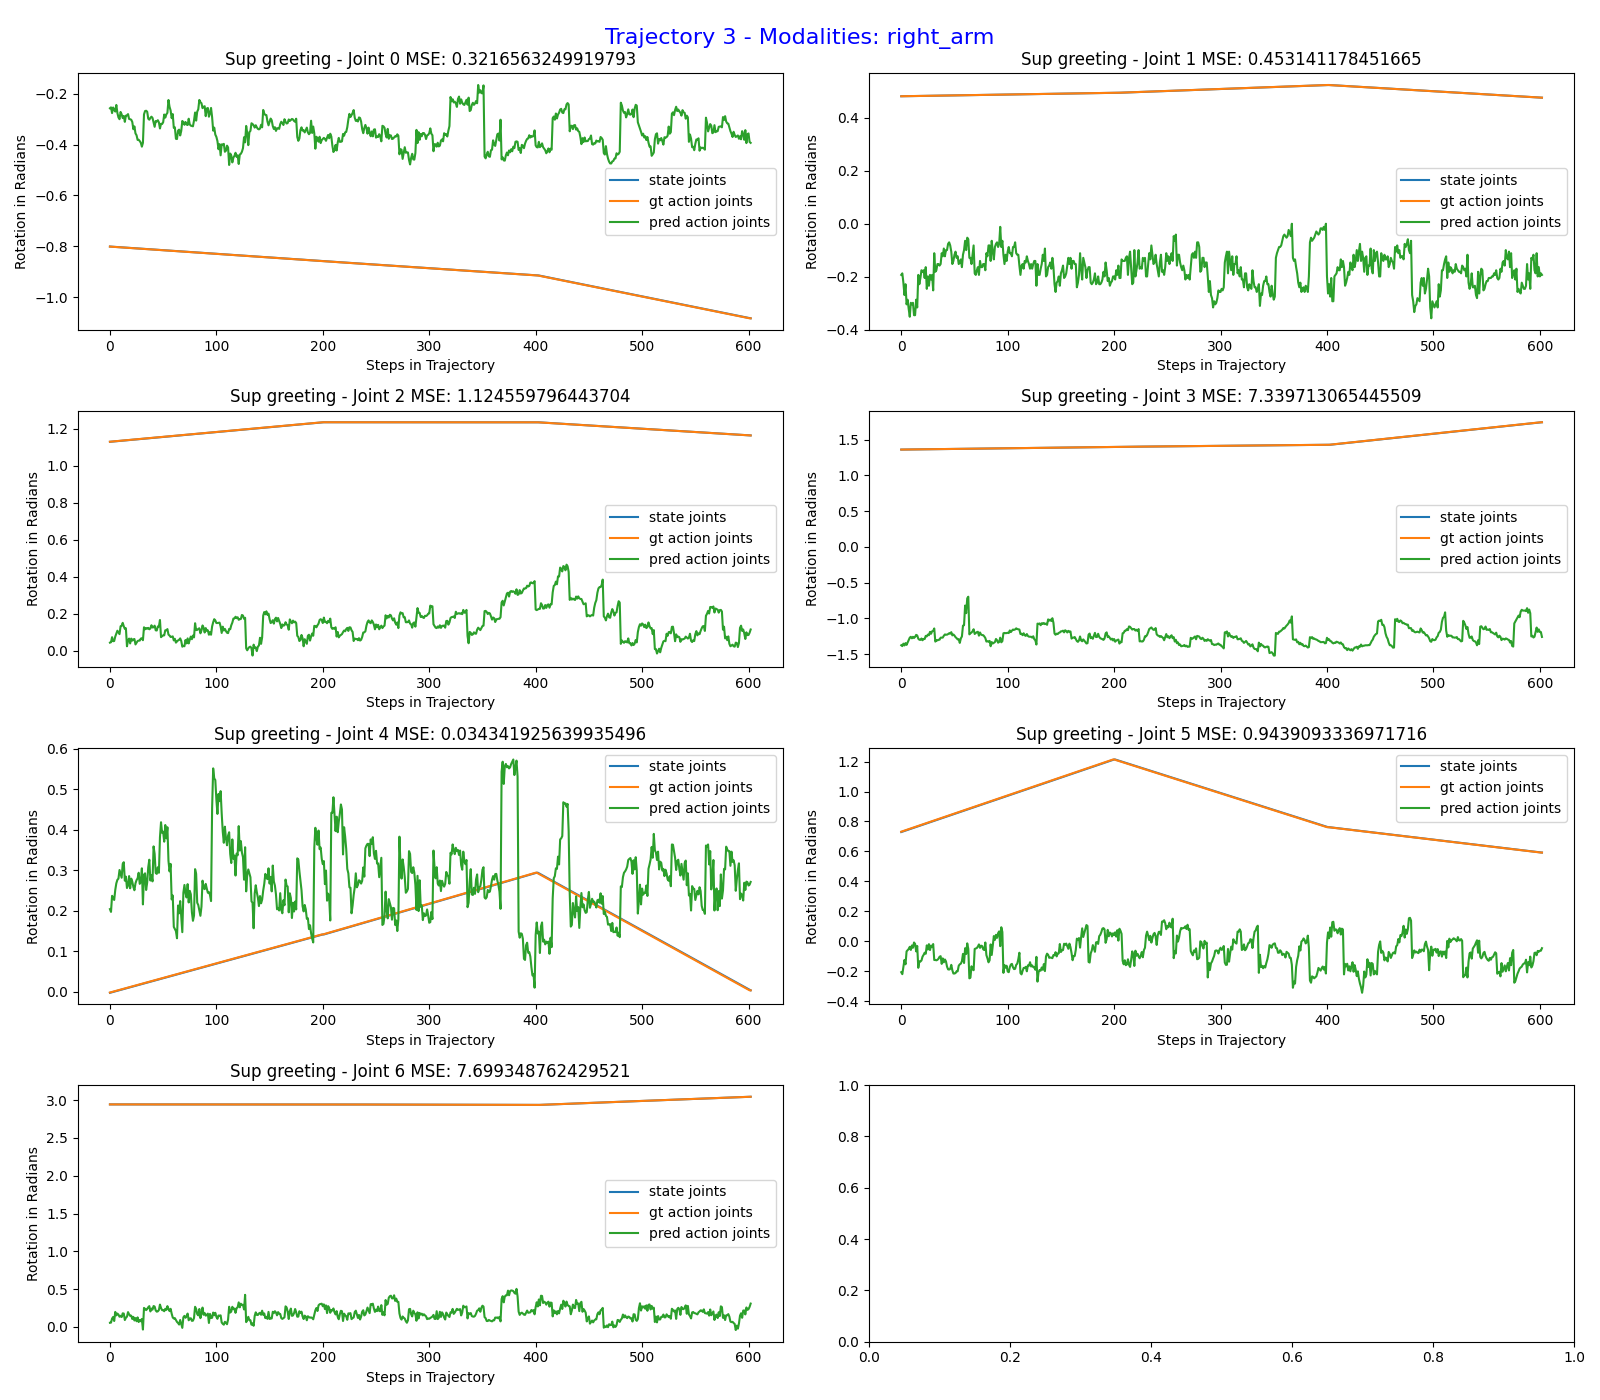 Trajectory 3 - Modalities: right_arm
Sup greeting - Joint 0 MSE: 0.3216563249919793
Rotation in Radians
−0.2
−0.4
−0.6
−0.8
−1.0
state joints
gt action joints
pred action joints
0 100 200 300 400 500 600
Steps in Trajectory
Sup greeting - Joint 1 MSE: 0.453141178451665
Rotation in Radians
0.4
0.2
0.0
−0.2
−0.4
state joints
gt action joints
pred action joints
0 100 200 300 400 500 600
Steps in Trajectory
Sup greeting - Joint 2 MSE: 1.124559796443704
Rotation in Radians
1.2
1.0
0.8
0.6
0.4
0.2
0.0
state joints
gt action joints
pred action joints
0 100 200 300 400 500 600
Steps in Trajectory
Sup greeting - Joint 3 MSE: 7.339713065445509
Rotation in Radians
1.5
1.0
0.5
0.0
−0.5
−1.0
−1.5
state joints
gt action joints
pred action joints
0 100 200 300 400 500 600
Steps in Trajectory
Sup greeting - Joint 4 MSE: 0.034341925639935496
Rotation in Radians
0.6
0.5
0.4
0.3
0.2
0.1
0.0
state joints
gt action joints
pred action joints
0 100 200 300 400 500 600
Steps in Trajectory
Sup greeting - Joint 5 MSE: 0.9439093336971716
Rotation in Radians
1.2
1.0
0.8
0.6
0.4
0.2
0.0
−0.2
−0.4
state joints
gt action joints
pred action joints
0 100 200 300 400 500 600
Steps in Trajectory
Sup greeting - Joint 6 MSE: 7.699348762429521
Rotation in Radians
3.0
2.5
2.0
1.5
1.0
0.5
0.0
state joints
gt action joints
pred action joints
0 100 200 300 400 500 600
Steps in Trajectory
1.0
0.8
0.6
0.4
0.2
0.0
0.0 0.2 0.4 0.6 0.8 1.0